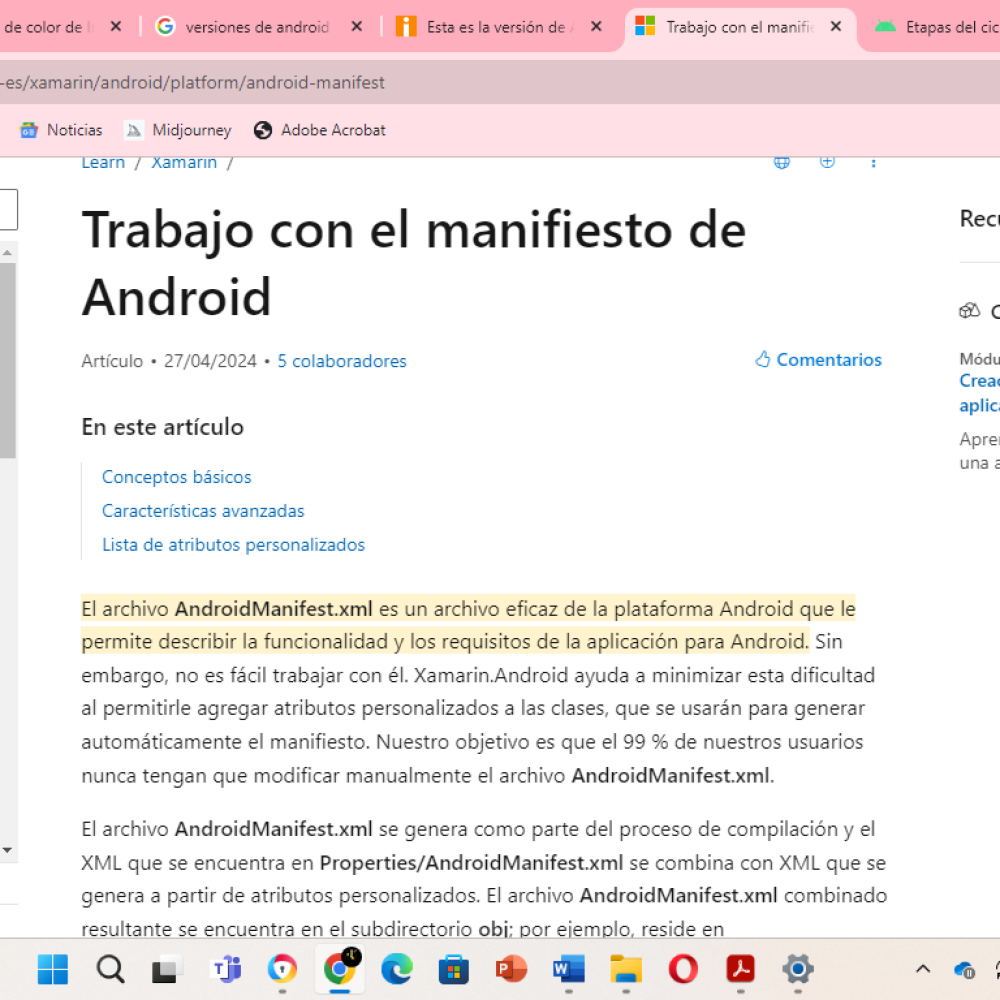 de color de
versiones de android
Esta es la versión de
Trabajo con el manifie
Etapas del cic
-es/xamarin/android/platform/android-manifest
Noticias
Midjourney
Adobe Acrobat
Learn / Xamarin /
Trabajo con el manifiesto de
Android
Artículo • 27/04/2024 • 5 colaboradores
Comentarios
En este artículo
Conceptos básicos
Características avanzadas
Lista de atributos personalizados
El archivo AndroidManifest.xml es un archivo eficaz de la plataforma Android que le
permite describir la funcionalidad y los requisitos de la aplicación para Android. Sin
embargo, no es fácil trabajar con él. Xamarin.Android ayuda a minimizar esta dificultad
al permitirle agregar atributos personalizados a las clases, que se usarán para generar
automáticamente el manifiesto. Nuestro objetivo es que el 99 % de nuestros usuarios
nunca tengan que modificar manualmente el archivo AndroidManifest.xml.
El archivo AndroidManifest.xml se genera como parte del proceso de compilación y el
XML que se encuentra en Properties/AndroidManifest.xml se combina con XML que se
genera a partir de atributos personalizados. El archivo AndroidManifest.xml combinado
resultante se encuentra en el subdirectorio obj; por ejemplo, reside en
Recu
Módu
Creac
aplica
Apren
una a